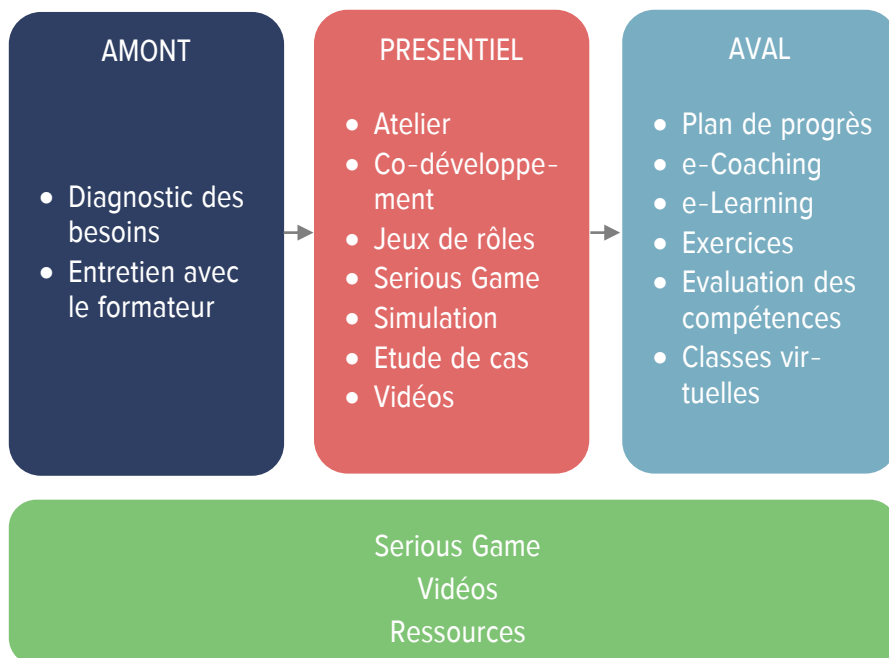 AMONT
• Diagnostic des
besoins
• Entretien avec
le formateur
PRESENTIEL
• Atelier
• Co-développe-
ment
• Jeux de rôles
• Serious Game
• Simulation
• Etude de cas
• Vidéos
AVAL
• Plan de progrès
• e-Coaching
• e-Learning
• Exercices
• Evaluation des
compétences
• Classes vir-
tuelles
Serious Game
Vidéos
Ressources